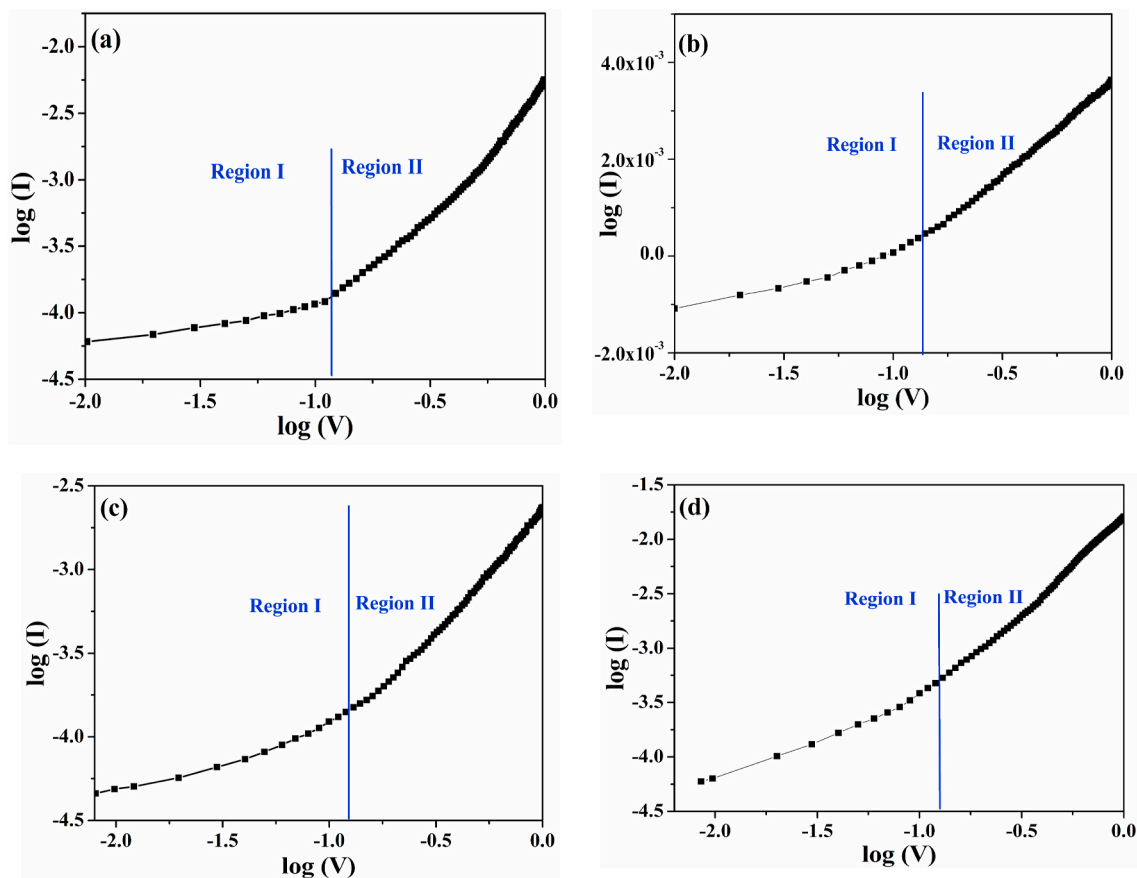 (a)
-2.0
-2.5
-3.0
-3.5
-4.0
-4.5
log (I)
Region I
Region II
-2.0 -1.5 -1.0 -0.5 0.0
log (V)
(b)
4.0x10-3
2.0x10-3
0.0
-2.0x10-3
log (I)
Region I
Region II
-2.0 -1.5 -1.0 -0.5 0.0
log (V)
(c)
-2.5
-3.0
-3.5
-4.0
-4.5
log (I)
Region I
Region II
-2.0 -1.5 -1.0 -0.5 0.0
log (V)
(d)
-1.5
-2.0
-2.5
-3.0
-3.5
-4.0
-4.5
log (I)
Region I
Region II
-2.0 -1.5 -1.0 -0.5 0.0
log (V)